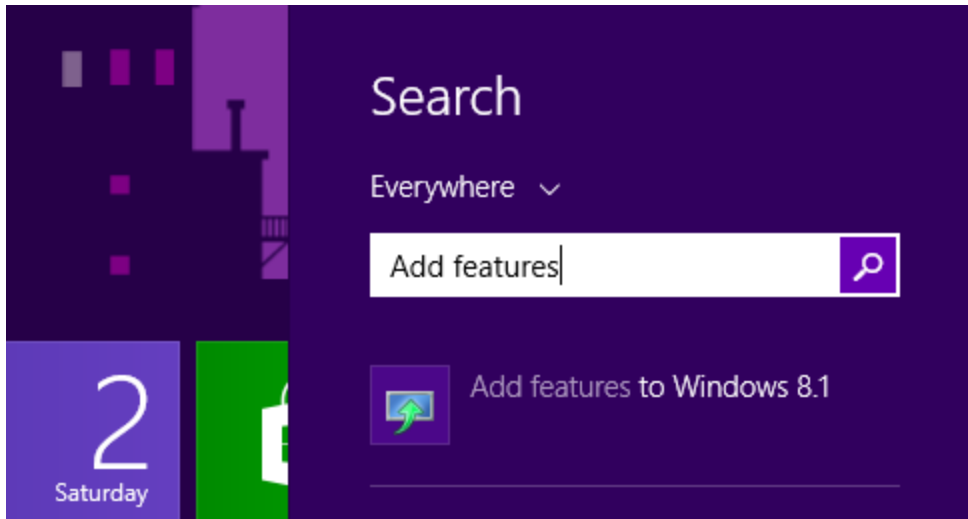 Search
Everywhere
Add features
Add features to Windows 8.1
2
Saturday